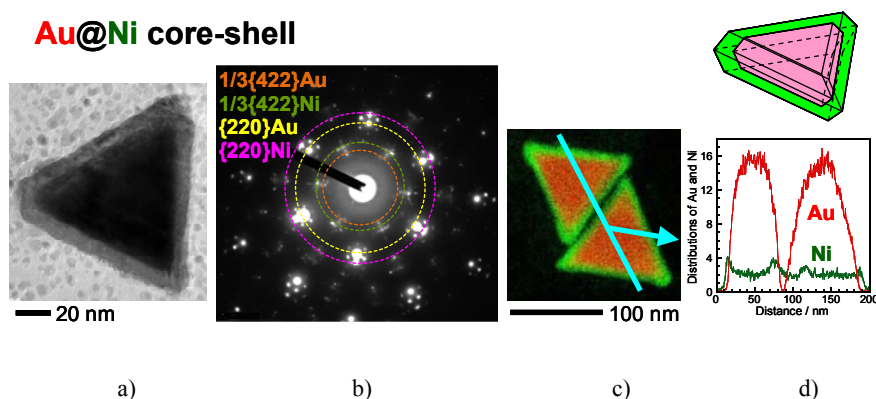 Au@Ni core-shell
1/3{422}Au
1/3{422}Ni
{220}Au
{220}Ni
20 nm
100 nm
Distributions of Au and Ni
16
12
8
4
0
Au
Ni
0 50 100 150 200
Distance / nm
a) b) c) d)